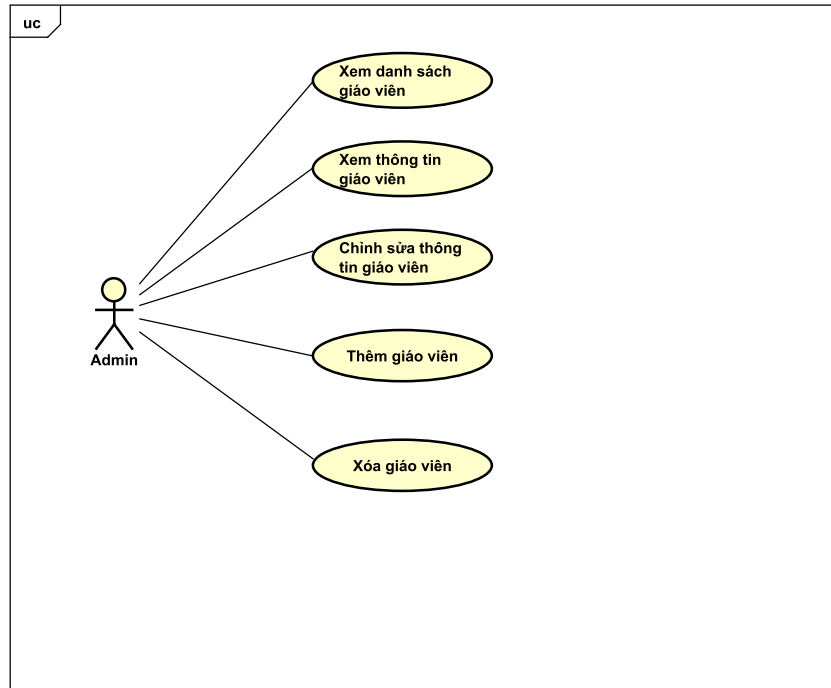 uc
Xem danh sách
giáo viên
Xem thông tin
giáo viên
Chỉnh sửa thông
tin giáo viên
Admin
Thêm giáo viên
Xóa giáo viên